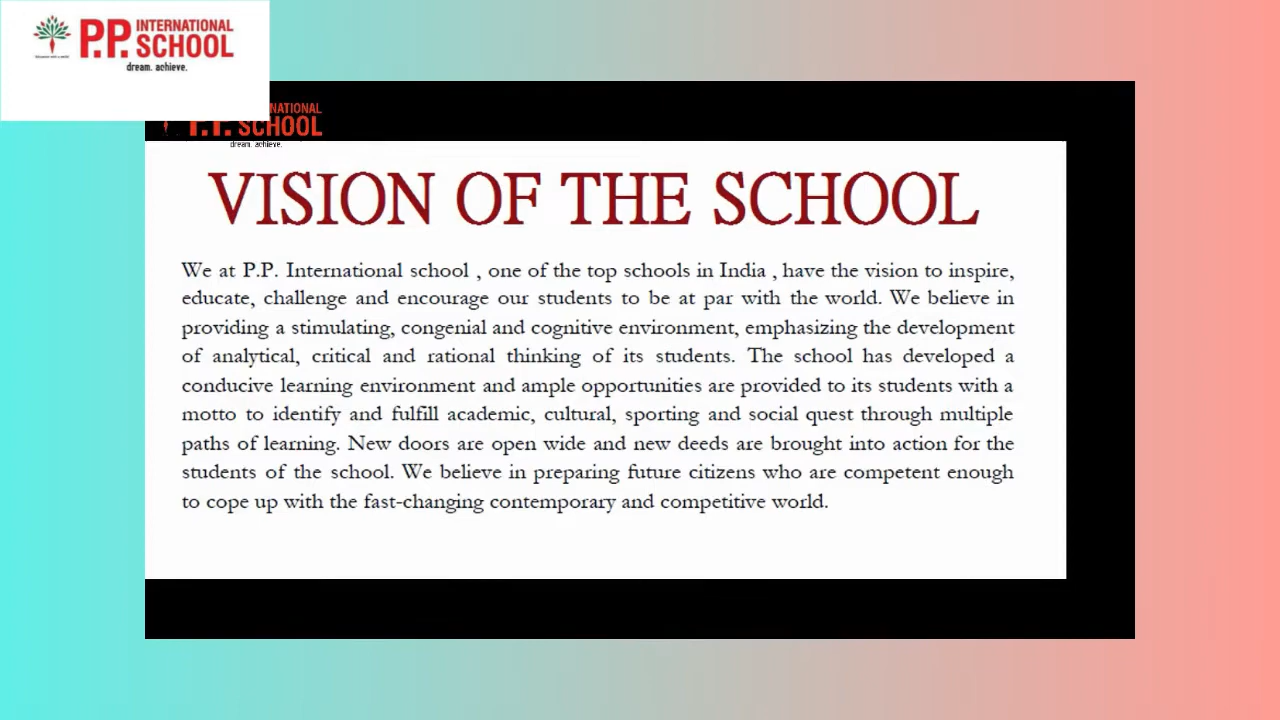 P.P. INTERNATIONAL
SCHOOL
dream. achieve.
NATIONAL
P.P. SCHOOL
dream. achieve.
VISION OF THE SCHOOL
We at P.P. International school , one of the top schools in India , have the vision to inspire,
educate, challenge and encourage our students to be at par with the world. We believe in
providing a stimulating, congenial and cognitive environment, emphasizing the development
of analytical, critical and rational thinking of its students. The school has developed a
conducive learning environment and ample opportunities are provided to its students with a
motto to identify and fulfill academic, cultural, sporting and social quest through multiple
paths of learning. New doors are open wide and new deeds are brought into action for the
students of the school. We believe in preparing future citizens who are competent enough
to cope up with the fast-changing contemporary and competitive world.